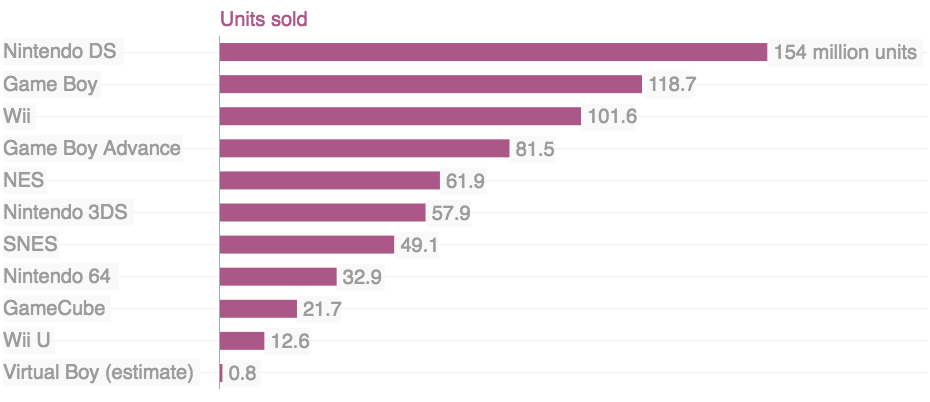 Units sold
Nintendo DS 154 million units
Game Boy 118.7
Wii 101.6
Game Boy Advance 81.5
NES 61.9
Nintendo 3DS 57.9
SNES 49.1
Nintendo 64 32.9
GameCube 21.7
Wii U 12.6
Virtual Boy (estimate) 0.8